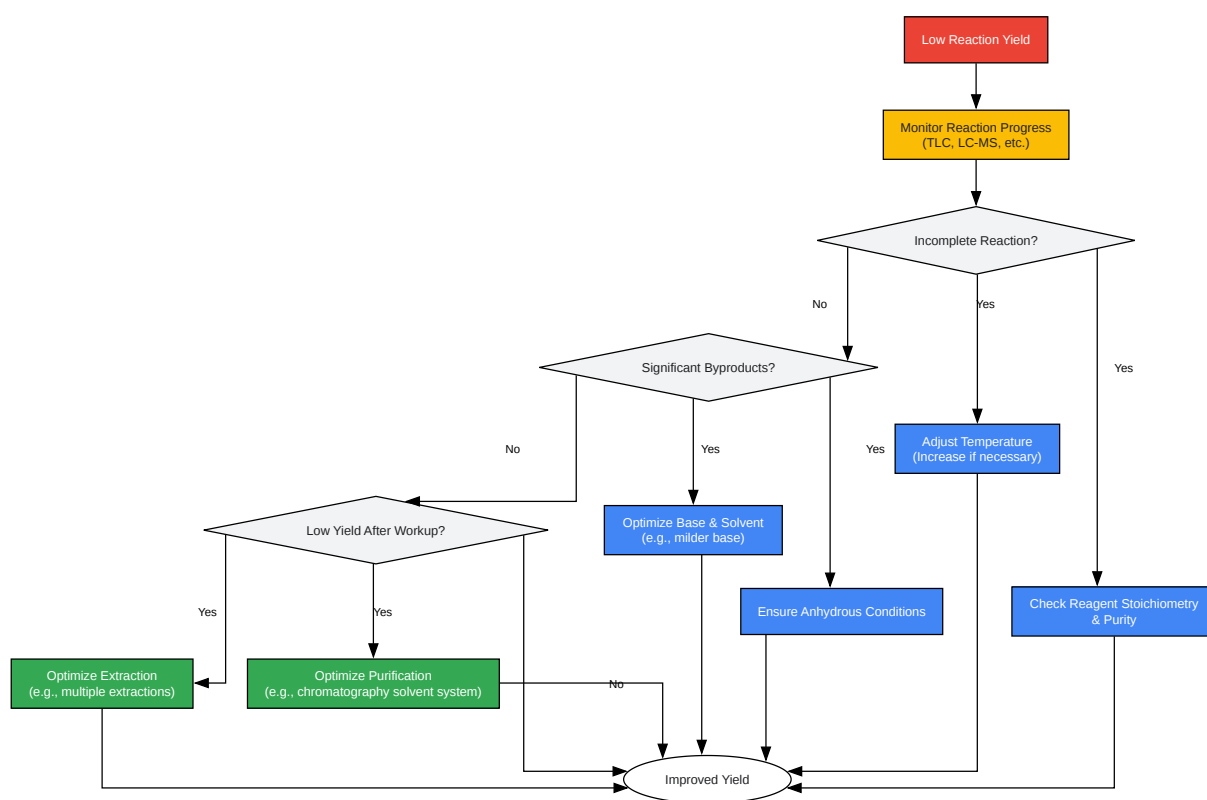 Low Reaction Yield
Monitor Reaction Progress
(TLC, LC-MS, etc.)
Incomplete Reaction?
No
Yes
Significant Byproducts?
Yes
No
Yes
Yes
Adjust Temperature
(Increase if necessary)
Low Yield After Workup?
Optimize Base & Solvent
(e.g., milder base)
Yes
Yes
Ensure Anhydrous Conditions
Check Reagent Stoichiometry
& Purity
Optimize Extraction
(e.g., multiple extractions)
Optimize Purification
(e.g., chromatography solvent system)
No
Improved Yield